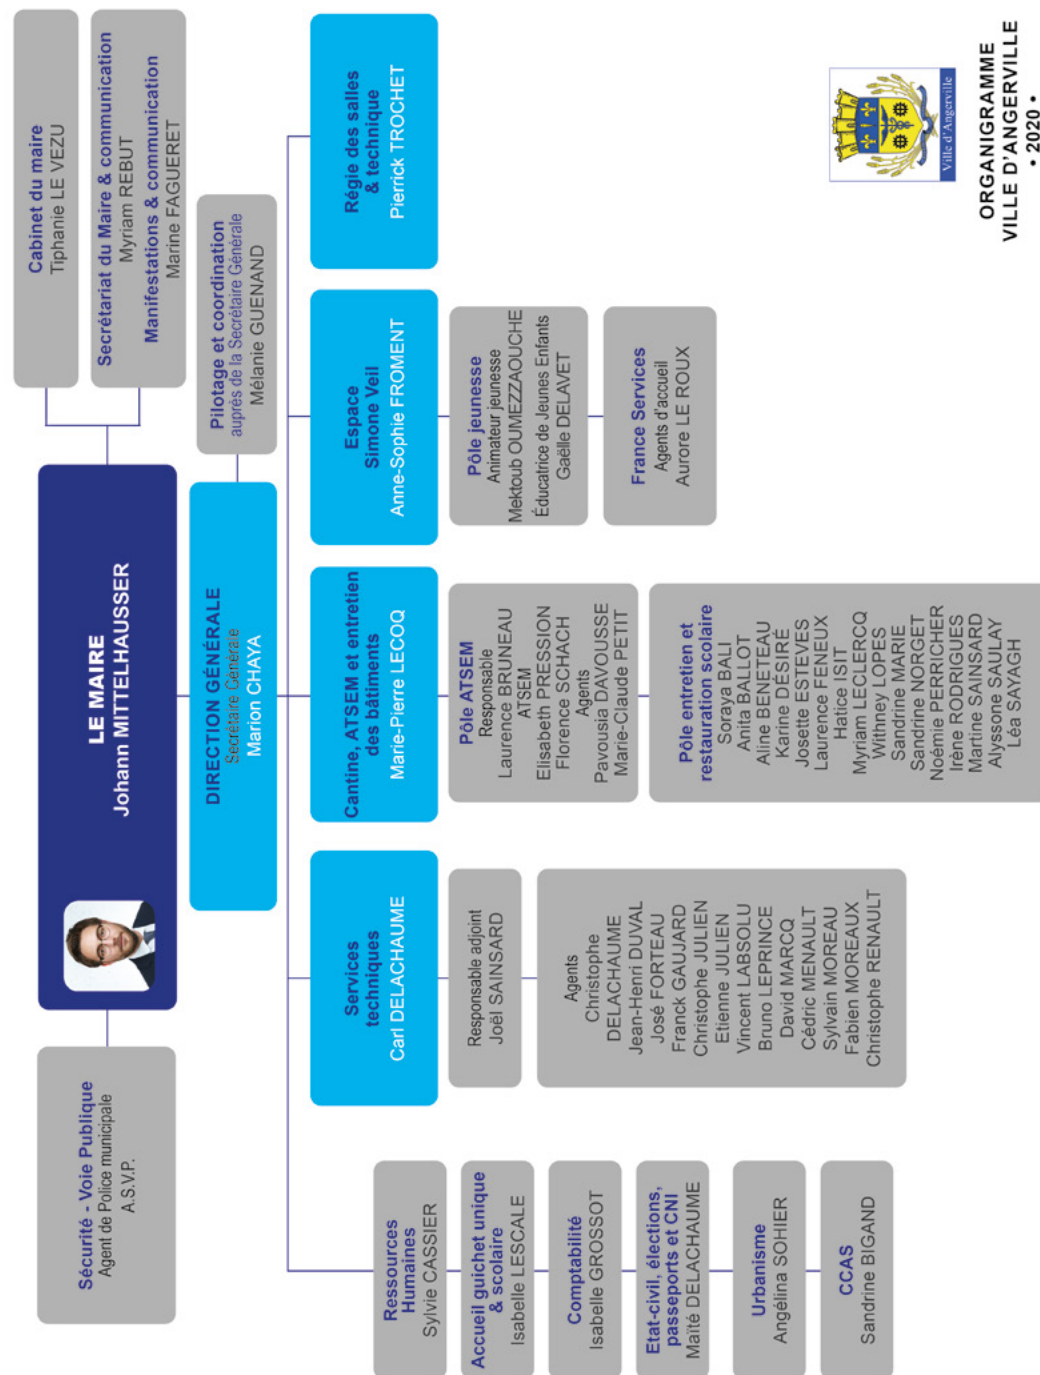 LE MAIRE
Johann MITTELHAUSSER
Sécurité - Voie Publique
Agent de Police municipale
A.S.V.P.
Cabinet du maire
Tiphanie LE VEZU
Secrétariat du Maire & communication
Myriam REBUT
Manifestations & communication
Marine FAGUERET
DIRECTION GÉNÉRALE
Secrétaire Générale
Marion CHAYA
Pilotage et coordination
auprès de la Secrétaire Générale
Mélanie GUENAND
Ressources
Humaines
Sylvie CASSIER
Accueil guichet unique
& scolaire
Isabelle LESCALE
Comptabilité
Isabelle GROSSOT
Etat-civil, élections,
passeports et CNI
Maïté DELACHAUME
Urbanisme
Angélina SOHIER
CCAS
Sandrine BIGAND
Services
techniques
Carl DELACHAUME
Responsable adjoint
Joël SAINSARD
Agents
Christophe
DELACHAUME
Jean-Henri DUVAL
José FORTEAU
Franck GAUJARD
Christophe JULIEN
Etienne JULIEN
Vincent LABSOLU
Bruno LEPRINCE
David MARCQ
Cédric MENAULT
Sylvain MOREAU
Fabien MOREAUX
Christophe RENAULT
Cantine, ATSEM et entretien
des bâtiments
Marie-Pierre LECOQ
Pôle ATSEM
Responsable
Laurence BRUNEAU
ATSEM
Elisabeth PRESSION
Florence SCHACH
Agents
Pavousia DAVOUSSE
Marie-Claude PETIT
Pôle entretien et
restauration scolaire
Soraya BALI
Anita BALLOT
Aline BENETEAU
Karine DÉSIRÉ
Josette ESTEVES
Laurence FENEUX
Hatice ISIT
Myriam LECLERCQ
Withney LOPES
Sandrine MARIE
Sandrine NORGET
Noémie PERRICHER
Irène RODRIGUES
Martine SAINSARD
Alyssone SAULAY
Léa SAYAGH
Espace
Simone Veil
Anne-Sophie FROMENT
Pôle jeunesse
Animateur jeunesse
Mektoub OUMEZZAOUCHE
Éducatrice de Jeunes Enfants
Gaëlle DELAVET
France Services
Agents d'accueil
Aurore LE ROUX
Régie des salles
& technique
Pierrick TROCHET
Ville d'Angerville
ORGANIGRAMME
VILLE D'ANGERVILLE
• 2020 •